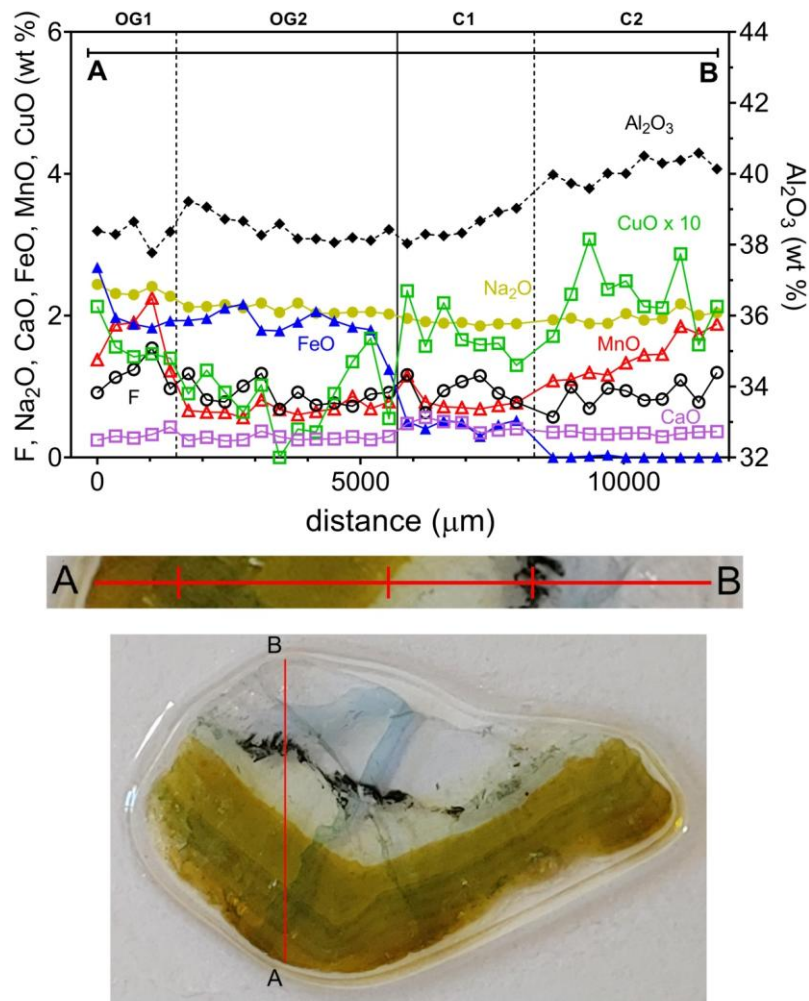 OG1 OG2 C1 C2
6 44
A B
42
Al₂O₃
4 40
CuO x 10
38
Na₂O
2 36
FeO MnO
F 34
CaO
0 32
0 5000 10000
distance (μm)
F, Na₂O, CaO, FeO, MnO, CuO (wt %)
Al₂O₃ (wt %)
A B
B
A